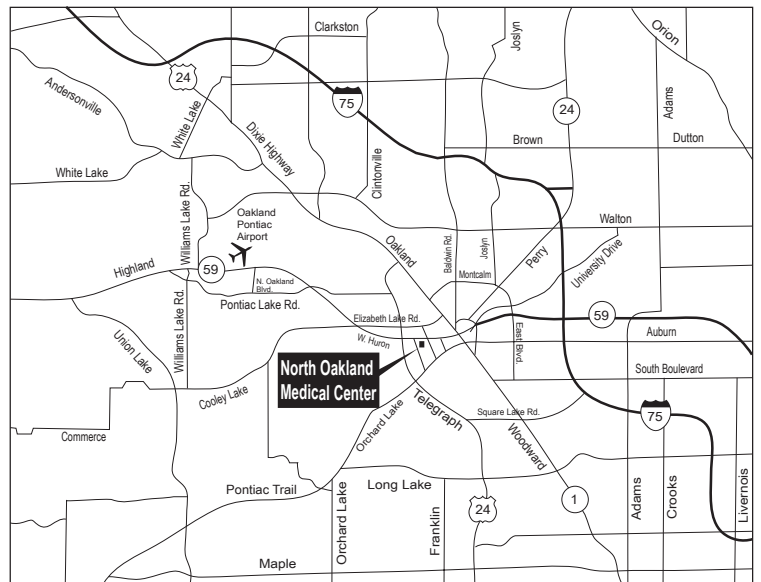 Clarkston
Joslyn
Orion
24
Andersonville
75
24
Adams
White Lake
Dixie Highway
Brown
Dutton
White Lake
Clintonville
Williams Lake Rd.
Oakland
Pontiac
Airport
Walton
Oakland
Baldwin Rd.
Joslyn
Perry
University Drive
Highland
59
N. Oakland
Blvd.
Montcalm
Pontiac Lake Rd.
Williams Lake Rd.
Elizabeth Lake Rd.
59
Union Lake
W. Huron
East Blvd
Auburn
North Oakland
Medical Center
South Boulevard
Cooley Lake
Telegraph
Orchard Lake
Square Lake Rd.
75
Commerce
Woodward
Pontiac Trail
Long Lake
Orchard Lake
Franklin
24
1
Adams
Crooks
Livernois
Maple